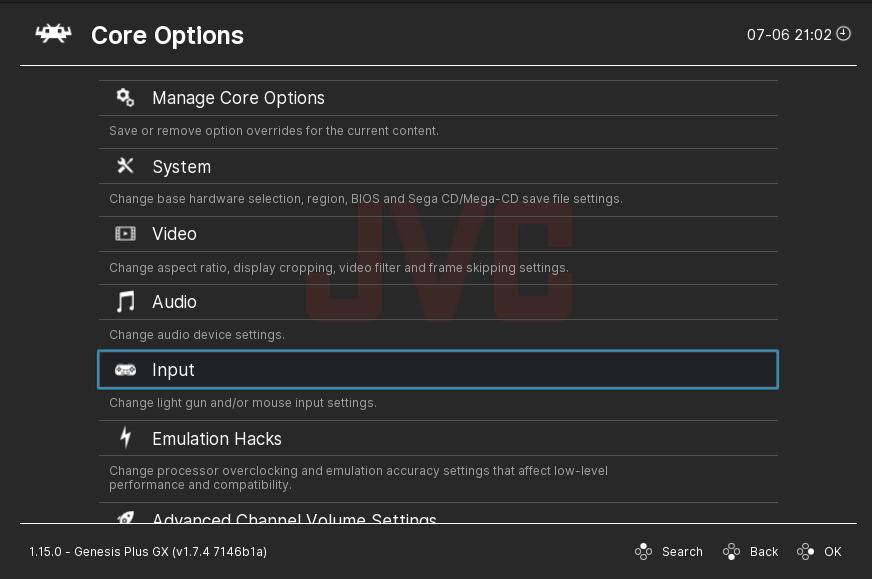 Core Options
07-06 21:02
Manage Core Options
Save or remove option overrides for the current content.
System
Change base hardware selection, region, BIOS and Sega CD/Mega-CD save file settings.
Video
Change aspect ratio, display cropping, video filter and frame skipping settings.
JVC
Audio
Change audio device settings.
Input
Change light gun and/or mouse input settings.
Emulation Hacks
Change processor overclocking and emulation accuracy settings that affect low-level
performance and compatibility.
Advanced Channel Volume Settings
1.15.0 - Genesis Plus GX (v1.7.4 7146b1a)
Search
Back
OK